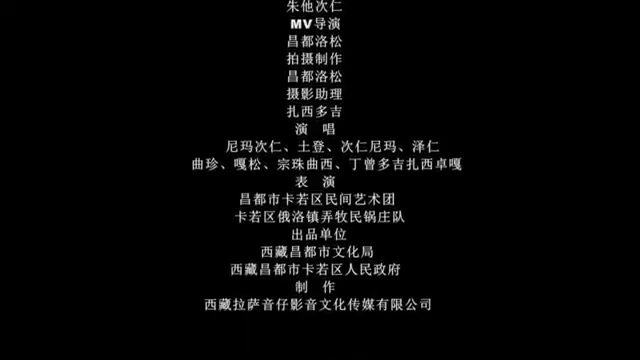 朱他次仁
MV导演
昌都洛松
拍摄制作
昌都洛松
摄影助理
扎西多吉
演 唱
尼玛次仁、土登、次仁尼玛、泽仁
曲珍、嘎松、宗珠曲西、丁曾多吉扎西卓嘎
表 演
昌都市卡若区民间艺术团
卡若区俄洛镇弄牧民锅庄队
出品单位
西藏昌都市文化局
西藏昌都市卡若区人民政府
制 作
西藏拉萨音仔影音文化传媒有限公司